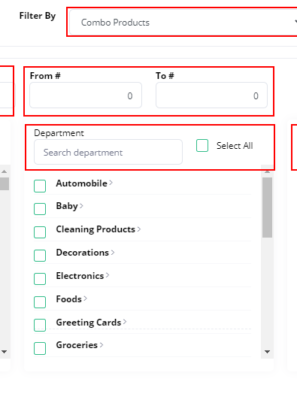 Filter By
Combo Products
From # To #
0 0
Department
Search department Select All
Automobile
Baby
Cleaning Products
Decorations
Electronics
Foods
Greeting Cards
Groceries